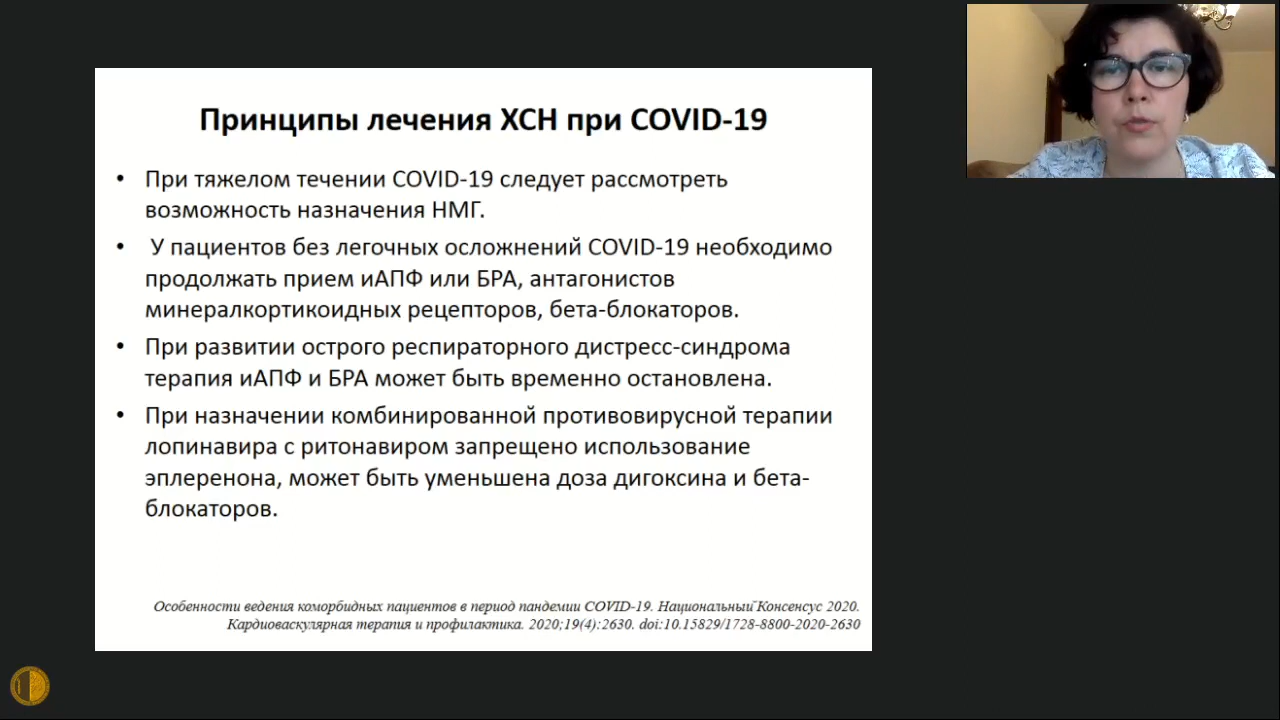 Принципы лечения ХСН при COVID-19
• При тяжелом течении COVID-19 следует рассмотреть
возможность назначения НМГ.
• У пациентов без легочных осложнений COVID-19 необходимо
продолжать прием иАПФ или БРА, антагонистов
минералкортикоидных рецепторов, бета-блокаторов.
• При развитии острого респираторного дистресс-синдрома
терапия иАПФ и БРА может быть временно остановлена.
• При назначении комбинированной противовирусной терапии
лопинавира с ритонавиром запрещено использование
эплеренона, может быть уменьшена доза дигоксина и бета-
блокаторов.
Особенности ведения коморбидных пациентов в период пандемии COVID-19. Национальный Консенсус 2020.
Кардиоваскулярная терапия и профилактика. 2020;19(4):2630. doi:10.15829/1728-8800-2020-2630